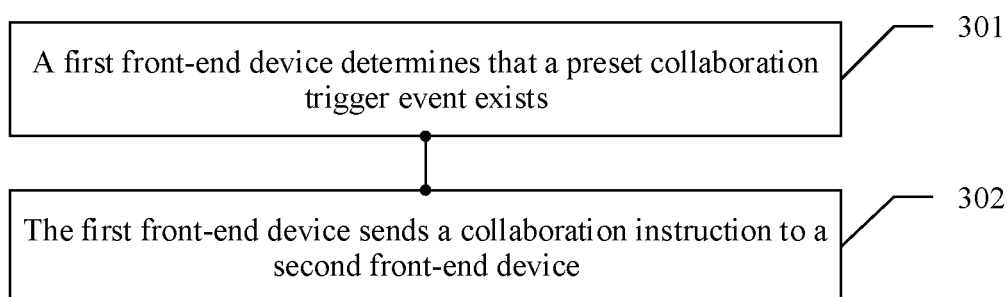 301
A first front-end device determines that a preset collaboration
trigger event exists
302
The first front-end device sends a collaboration instruction to a
second front-end device